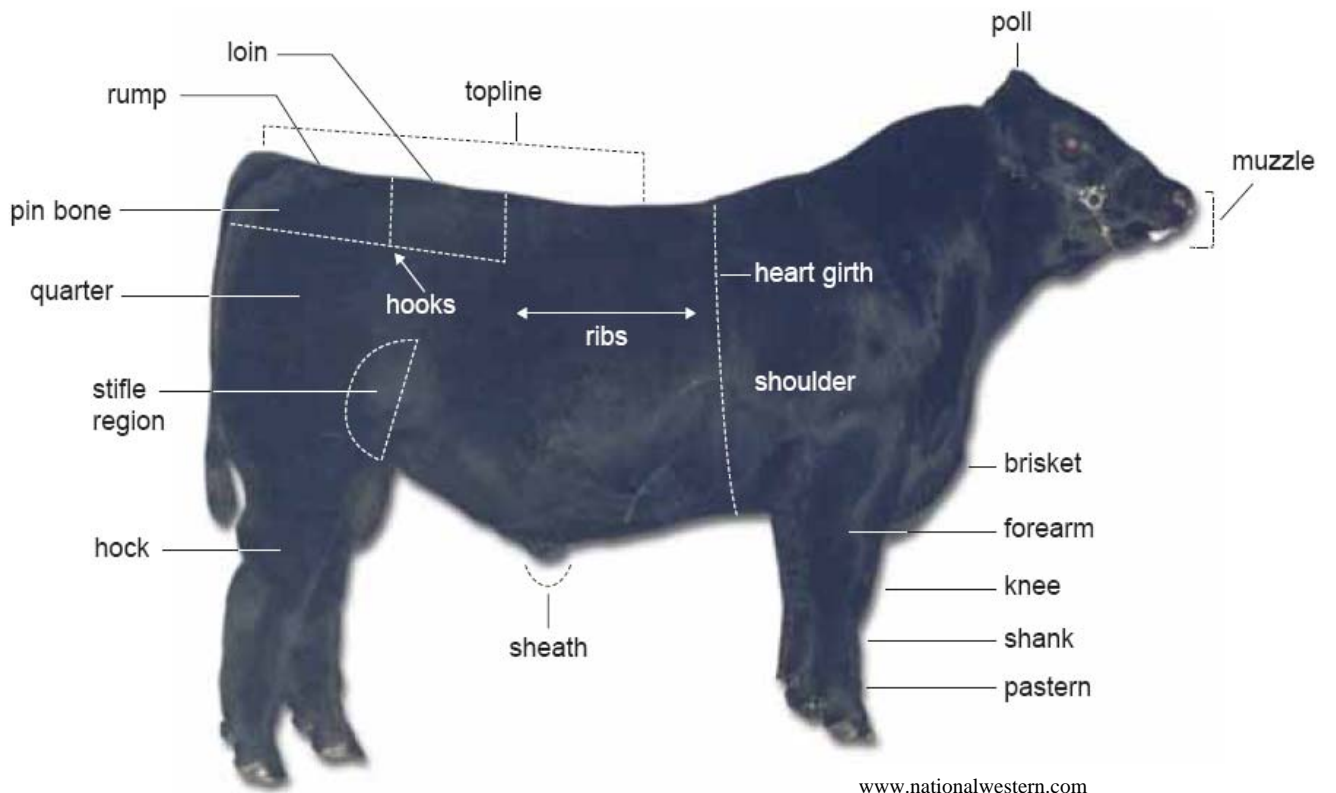 poll
loin
topline
rump
muzzle
pin bone
heart girth
quarter
hooks
ribs
stifle
region
shoulder
brisket
forearm
hock
knee
shank
sheath
pastern
www.nationalwestern.com